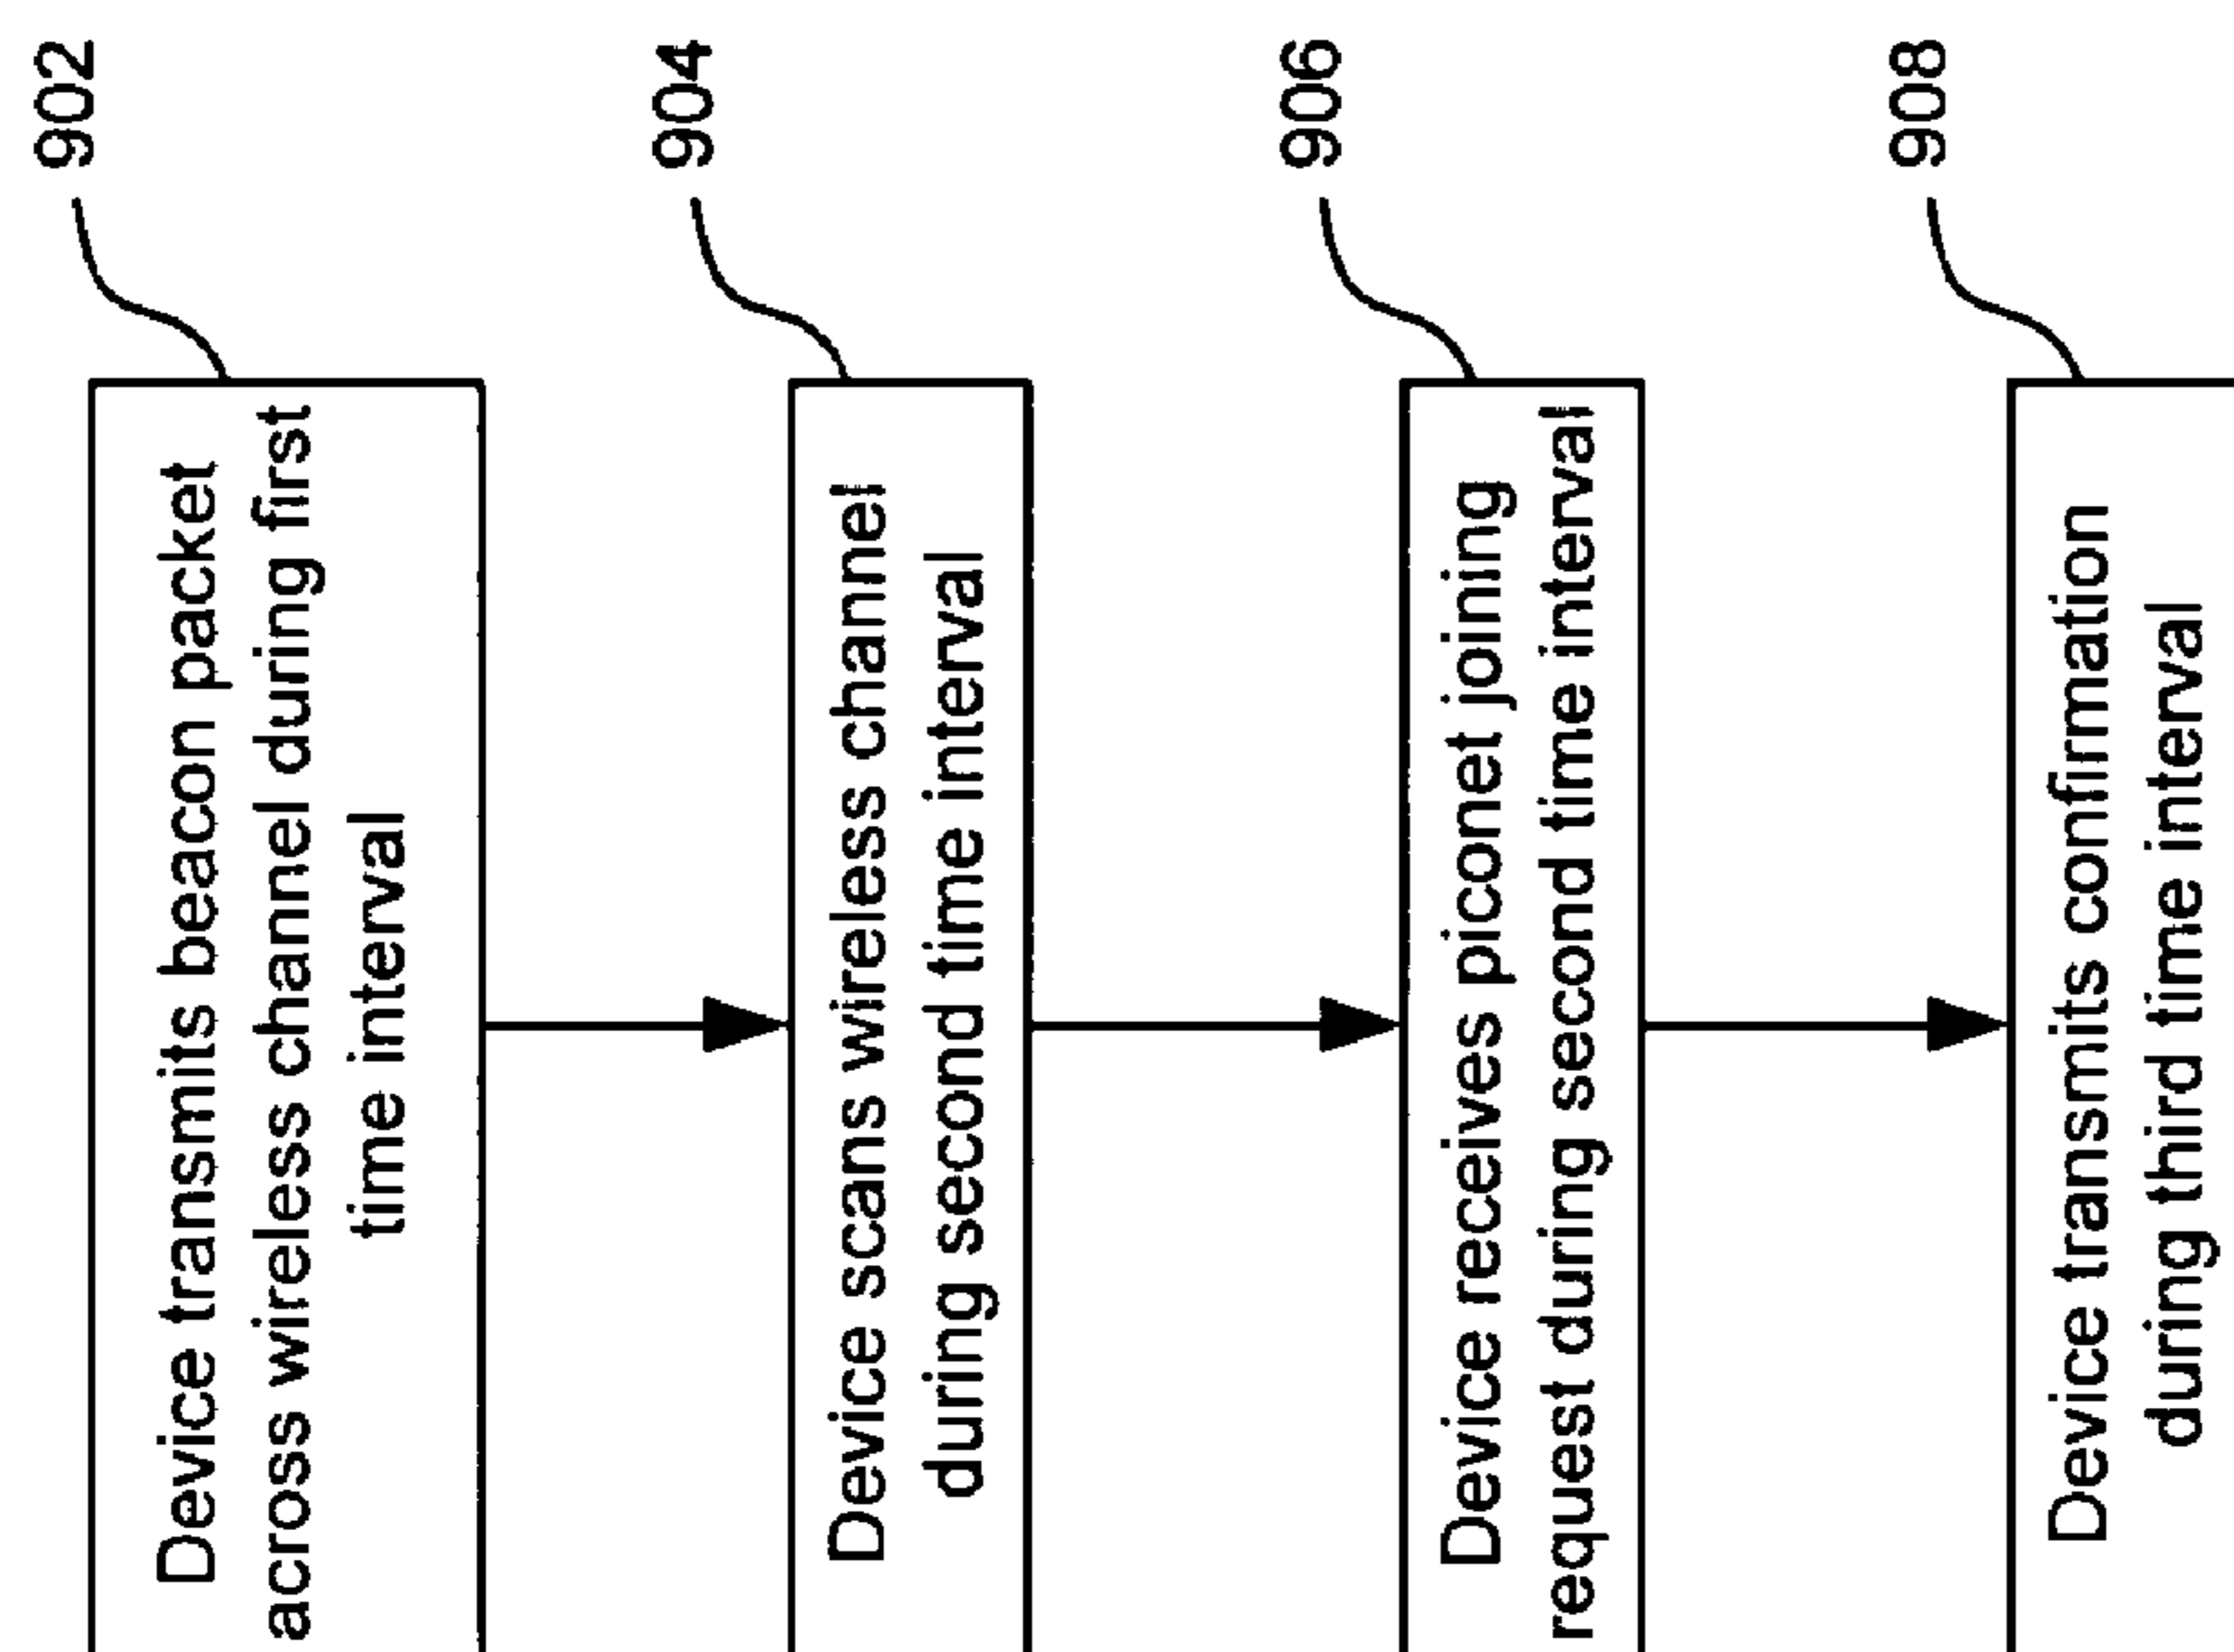 902
Device transmits beacon packet
across wireless channel during first
time interval
904
Device scans wireless channel
during second time interval
906
Device receives piconet joining
request during second time interval
908
Device transmits confirmation
during third time interval